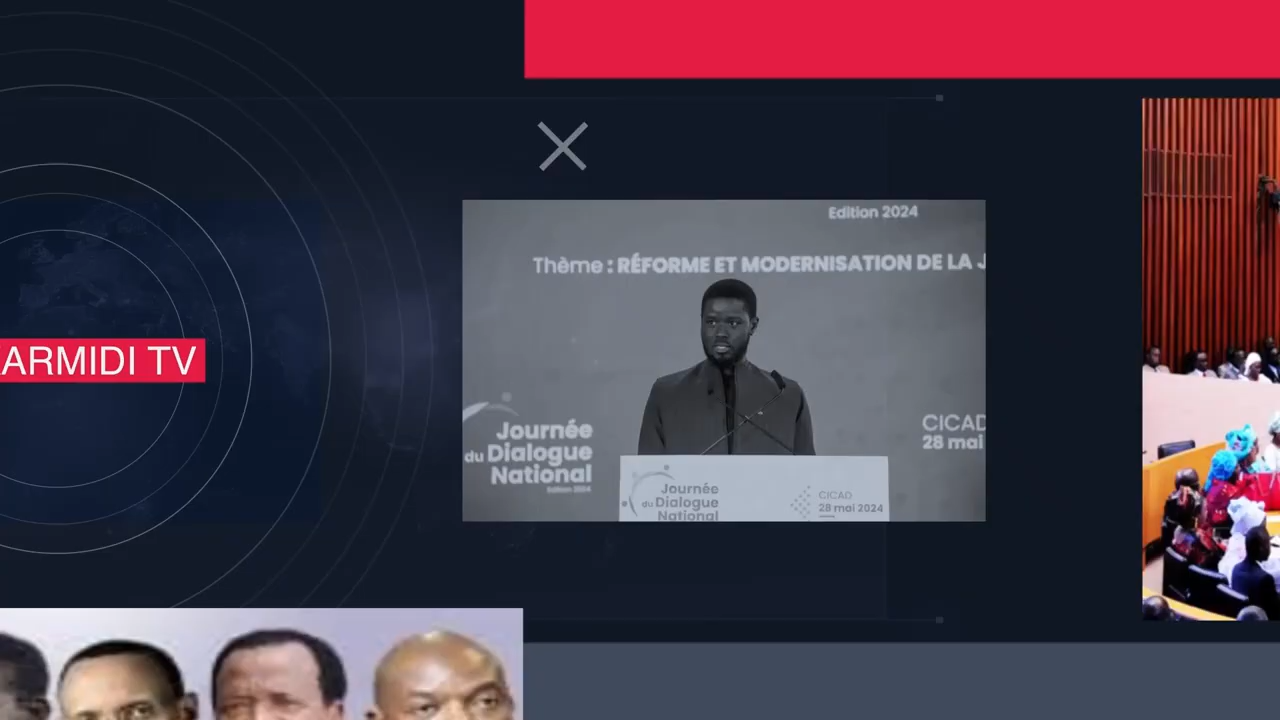 ARMIDI TV
Edition 2024
Thème : RÉFORME ET MODERNISATION DE LA J
Journée
du Dialogue
National
Edition 2024
CICAD
28 mai
Journée
du Dialogue
National
CICAD
28 mai 2024